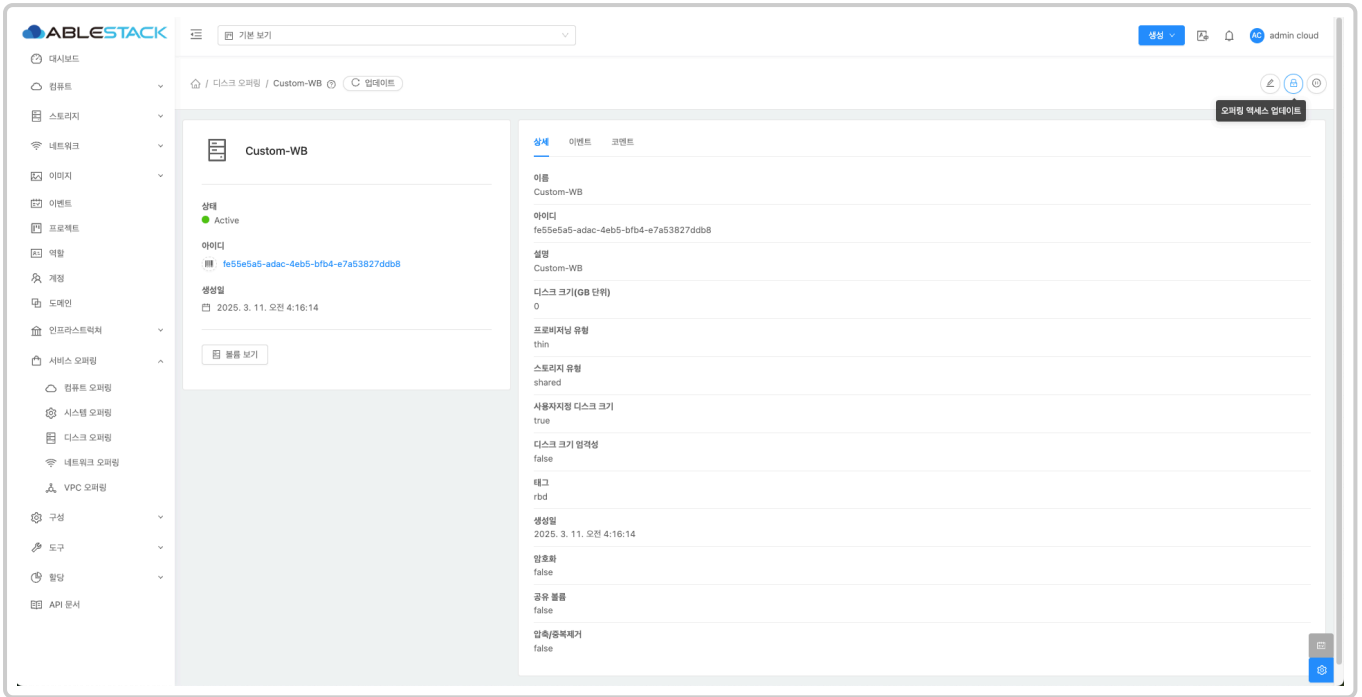 ABLESTACK
기본 보기
생성
AC admin cloud
대시보드
컴퓨트
스토리지
네트워크
이미지
이벤트
프로젝트
역할
계정
도메인
인프라스트럭쳐
서비스 오퍼링
컴퓨트 오퍼링
시스템 오퍼링
디스크 오퍼링
네트워크 오퍼링
VPC 오퍼링
구성
도구
할당
API 문서
/ 디스크 오퍼링 / Custom-WB
업데이트
오퍼링 액세스 업데이트
Custom-WB
상태
Active
아이디
fe55e5a5-adac-4eb5-bfb4-e7a53827ddb8
생성일
2025. 3. 11. 오전 4:16:14
볼륨 보기
상세 이벤트 코멘트
이름
Custom-WB
아이디
fe55e5a5-adac-4eb5-bfb4-e7a53827ddb8
설명
Custom-WB
디스크 크기(GB 단위)
0
프로비저닝 유형
thin
스토리지 유형
shared
사용자지정 디스크 크기
true
디스크 크기 엄격성
false
태그
rbd
생성일
2025. 3. 11. 오전 4:16:14
암호화
false
공유 볼륨
false
압축/중복제거
false